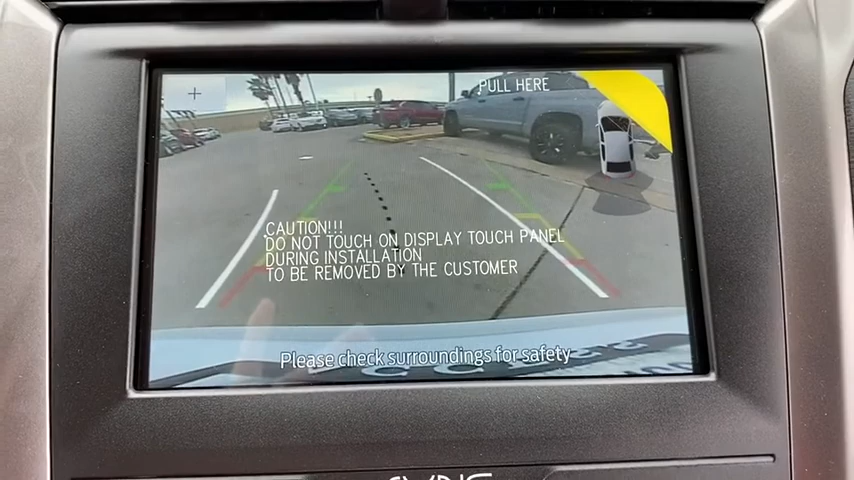 PULL HERE
CAUTION!!!
DO NOT TOUCH ON DISPLAY TOUCH PANEL
DURING INSTALLATION
TO BE REMOVED BY THE CUSTOMER
Please check surroundings for safety